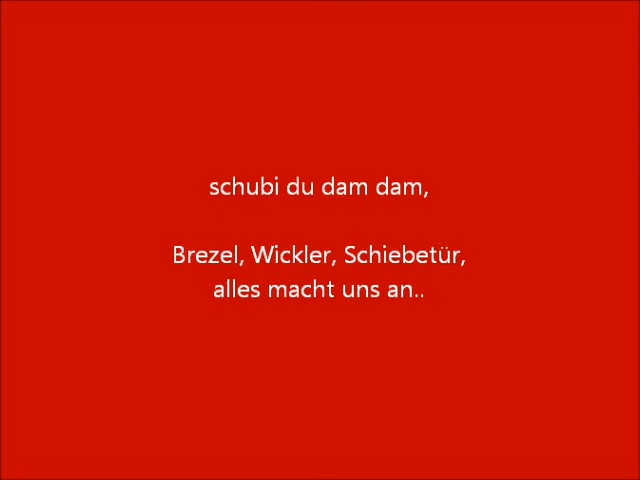 schubi du dam dam,
Brezel, Wickler, Schiebetür,
alles macht uns an..